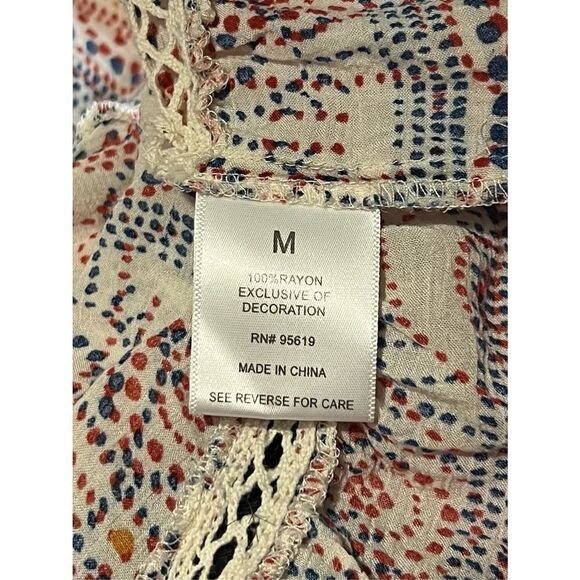 M
100%RAYON
EXCLUSIVE OF
DECORATION
RN# 95619
MADE IN CHINA
SEE REVERSE FOR CARE